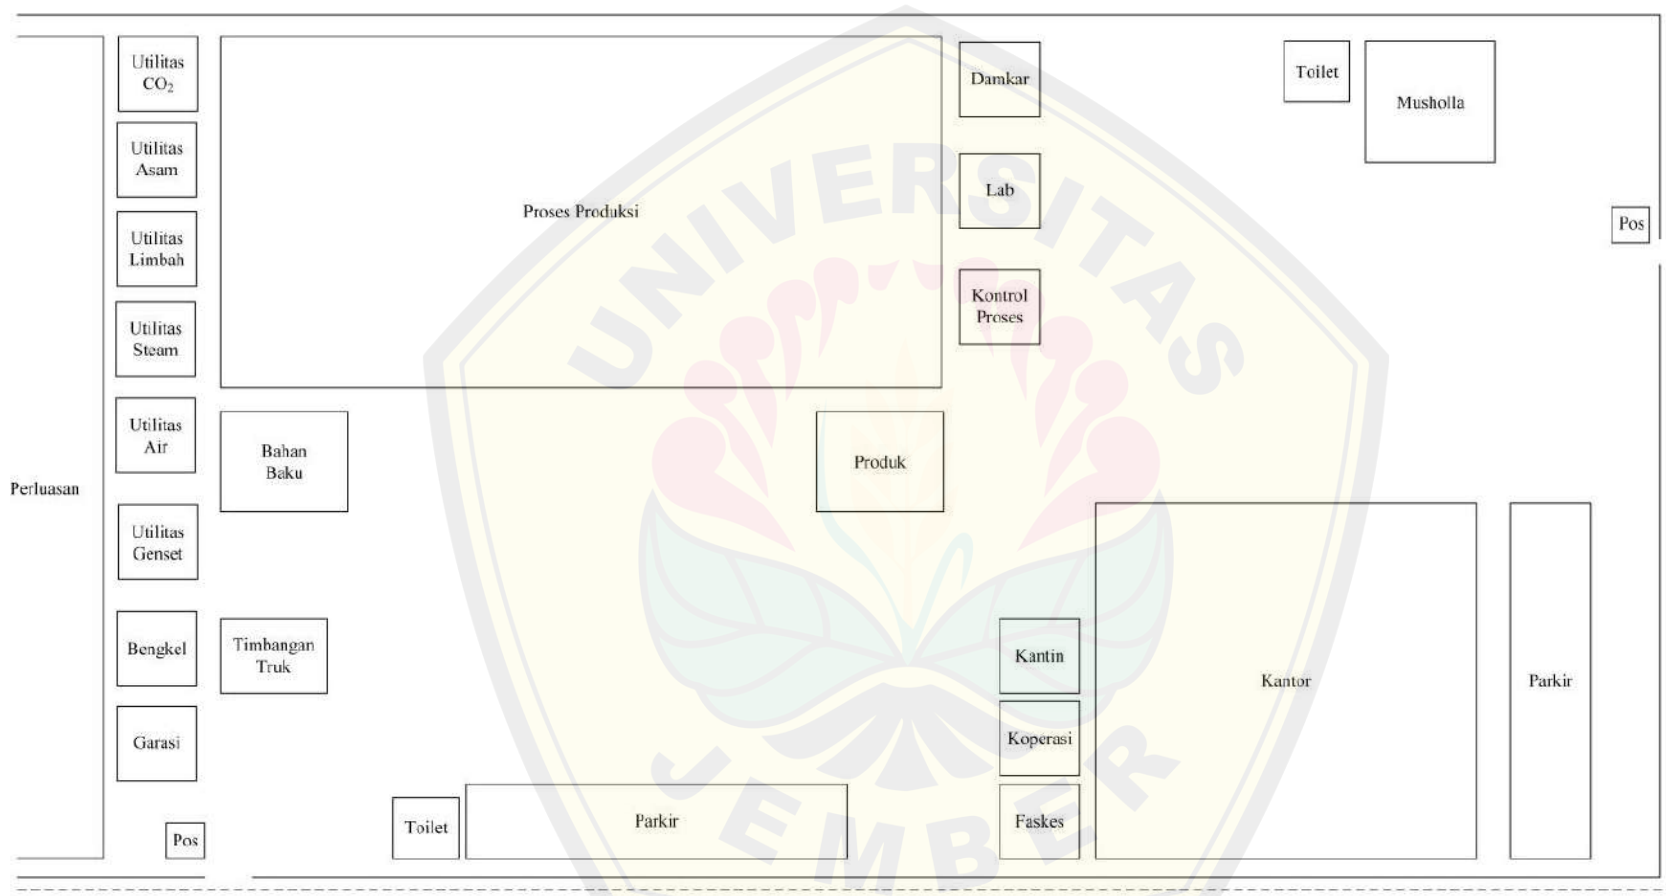 Utilitas
CO₂
Damkar
Toilet
Musholla
Utilitas
Asam
Lab
Proses Produksi
Pos
Utilitas
Limbah
Kontrol
Proses
Utilitas
Steam
Utilitas
Air
Bahan
Baku
Produk
Perluasan
Utilitas
Genset
Bengkel
Timbangan
Truk
Kantin
Kantor
Parkir
Garasi
Koperasi
Pos
Toilet
Parkir
Faskes
UNIVERSITAS
JEMBER